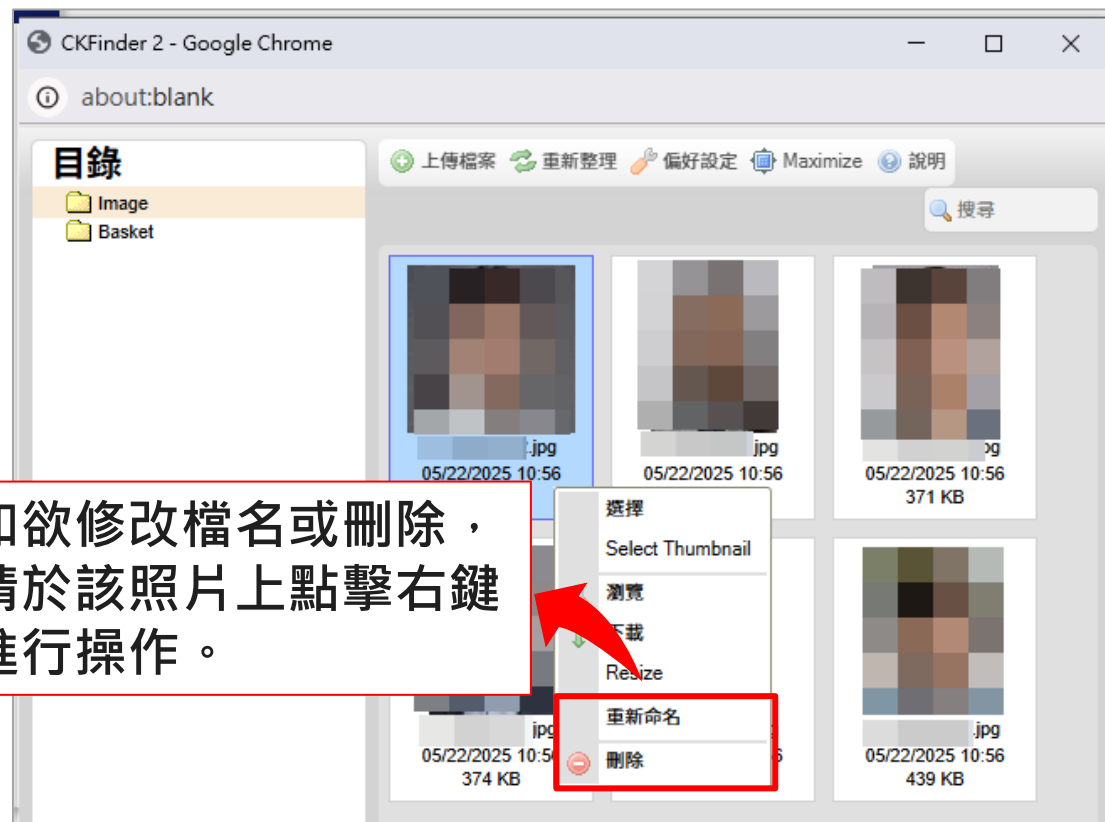 CKFinder 2 - Google Chrome
about:blank
目錄
Image
Basket
上傳檔案 重新整理 偏好設定 Maximize 說明
搜尋
.jpg
05/22/2025 10:56
jpg
05/22/2025 10:56
05/22/2025 10:56
371 KB
選擇
Select Thumbnail
瀏覽
下載
Resize
重新命名
刪除
如欲修改檔名或刪除，
請於該照片上點擊右鍵
進行操作。
jpg
05/22/2025 10:56
374 KB
.jpg
05/22/2025 10:56
439 KB